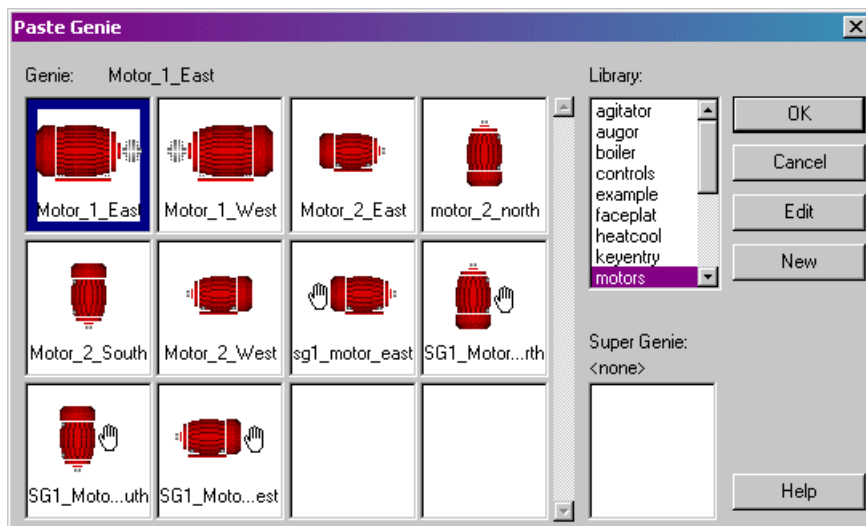 Paste Genie
Genie: Motor_1_East
Motor_1_East
Motor_1_West
Motor_2_East
motor_2_north
Motor_2_South
Motor_2_West
sg1_motor_east
SG1_Motor...rth
SG1_Moto...uth
SG1_Moto...est
Library:
agitator
augor
boiler
controls
example
faceplat
heatcool
keyentry
motors
Super Genie:
<none>
OK
Cancel
Edit
New
Help